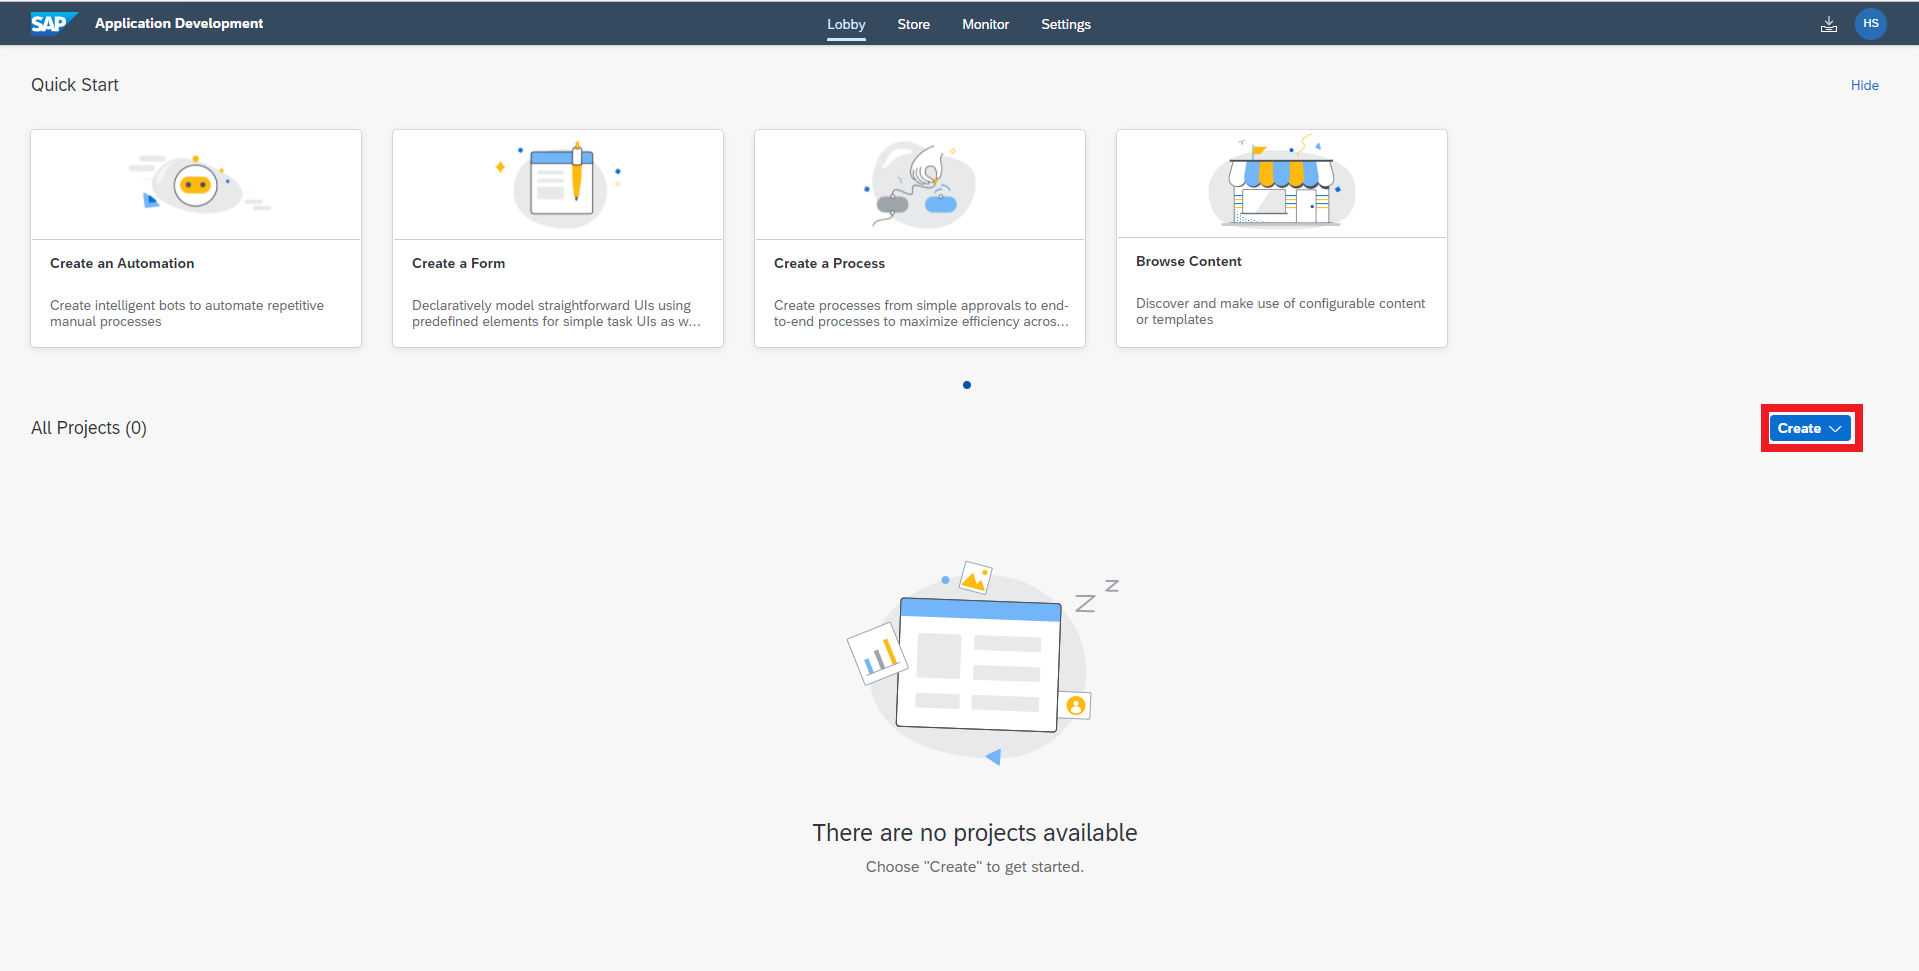 SAP Application Development
Lobby
Store
Monitor
Settings
HS
Quick Start
Hide
Create an Automation
Create intelligent bots to automate repetitive
manual processes
Create a Form
Declaratively model straightforward UIs using
predefined elements for simple task UIs as w...
Create a Process
Create processes from simple approvals to end-
to-end processes to maximize efficiency acros...
Browse Content
Discover and make use of configurable content
or templates
All Projects (0)
Create
Z
Z
There are no projects available
Choose "Create" to get started.